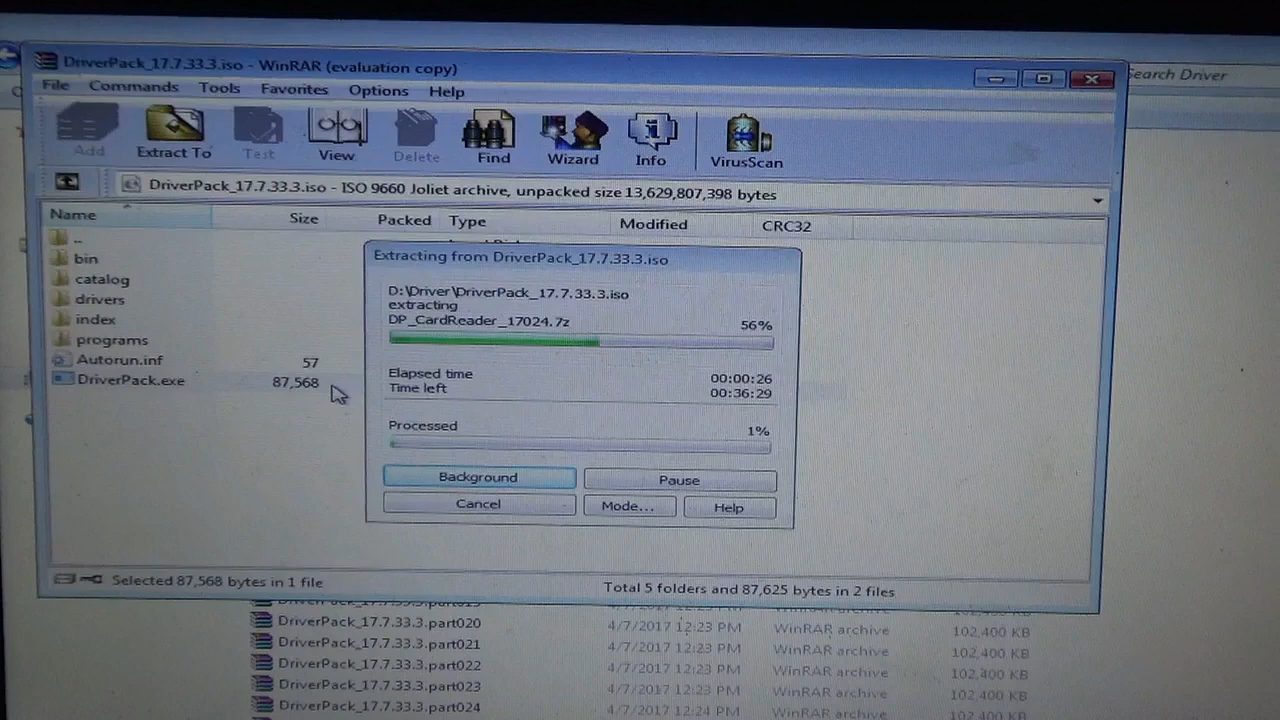 DriverPack_17.7.33.3.iso - WinRAR (evaluation copy)
Search Driver
File Commands Tools Favorites Options Help
Add Extract To Test View Delete Find Wizard Info VirusScan
DriverPack_17.7.33.3.iso - ISO 9660 Joliet archive, unpacked size 13,629,807,398 bytes
Name Size Packed Type Modified CRC32
..
bin
catalog
drivers
index
programs
Autorun.inf 57
DriverPack.exe 87,568
Extracting from DriverPack_17.7.33.3.iso
D:\Driver\DriverPack_17.7.33.3.iso
extracting
DP_CardReader_17024.7z 56%
Elapsed time 00:00:26
Time left 00:36:29
Processed 1%
Background Pause
Cancel Mode... Help
Selected 87,568 bytes in 1 file
Total 5 folders and 87,625 bytes in 2 files
DriverPack_17.7.33.3.part020 4/7/2017 12:23 PM WinRAR archive 102,400 KB
DriverPack_17.7.33.3.part021 4/7/2017 12:23 PM WinRAR archive 102,400 KB
DriverPack_17.7.33.3.part022 4/7/2017 12:23 PM WinRAR archive 102,400 KB
DriverPack_17.7.33.3.part023 4/7/2017 12:23 PM WinRAR archive 102,400 KB
DriverPack_17.7.33.3.part024 4/7/2017 12:24 PM WinRAR archive 102,400 KB